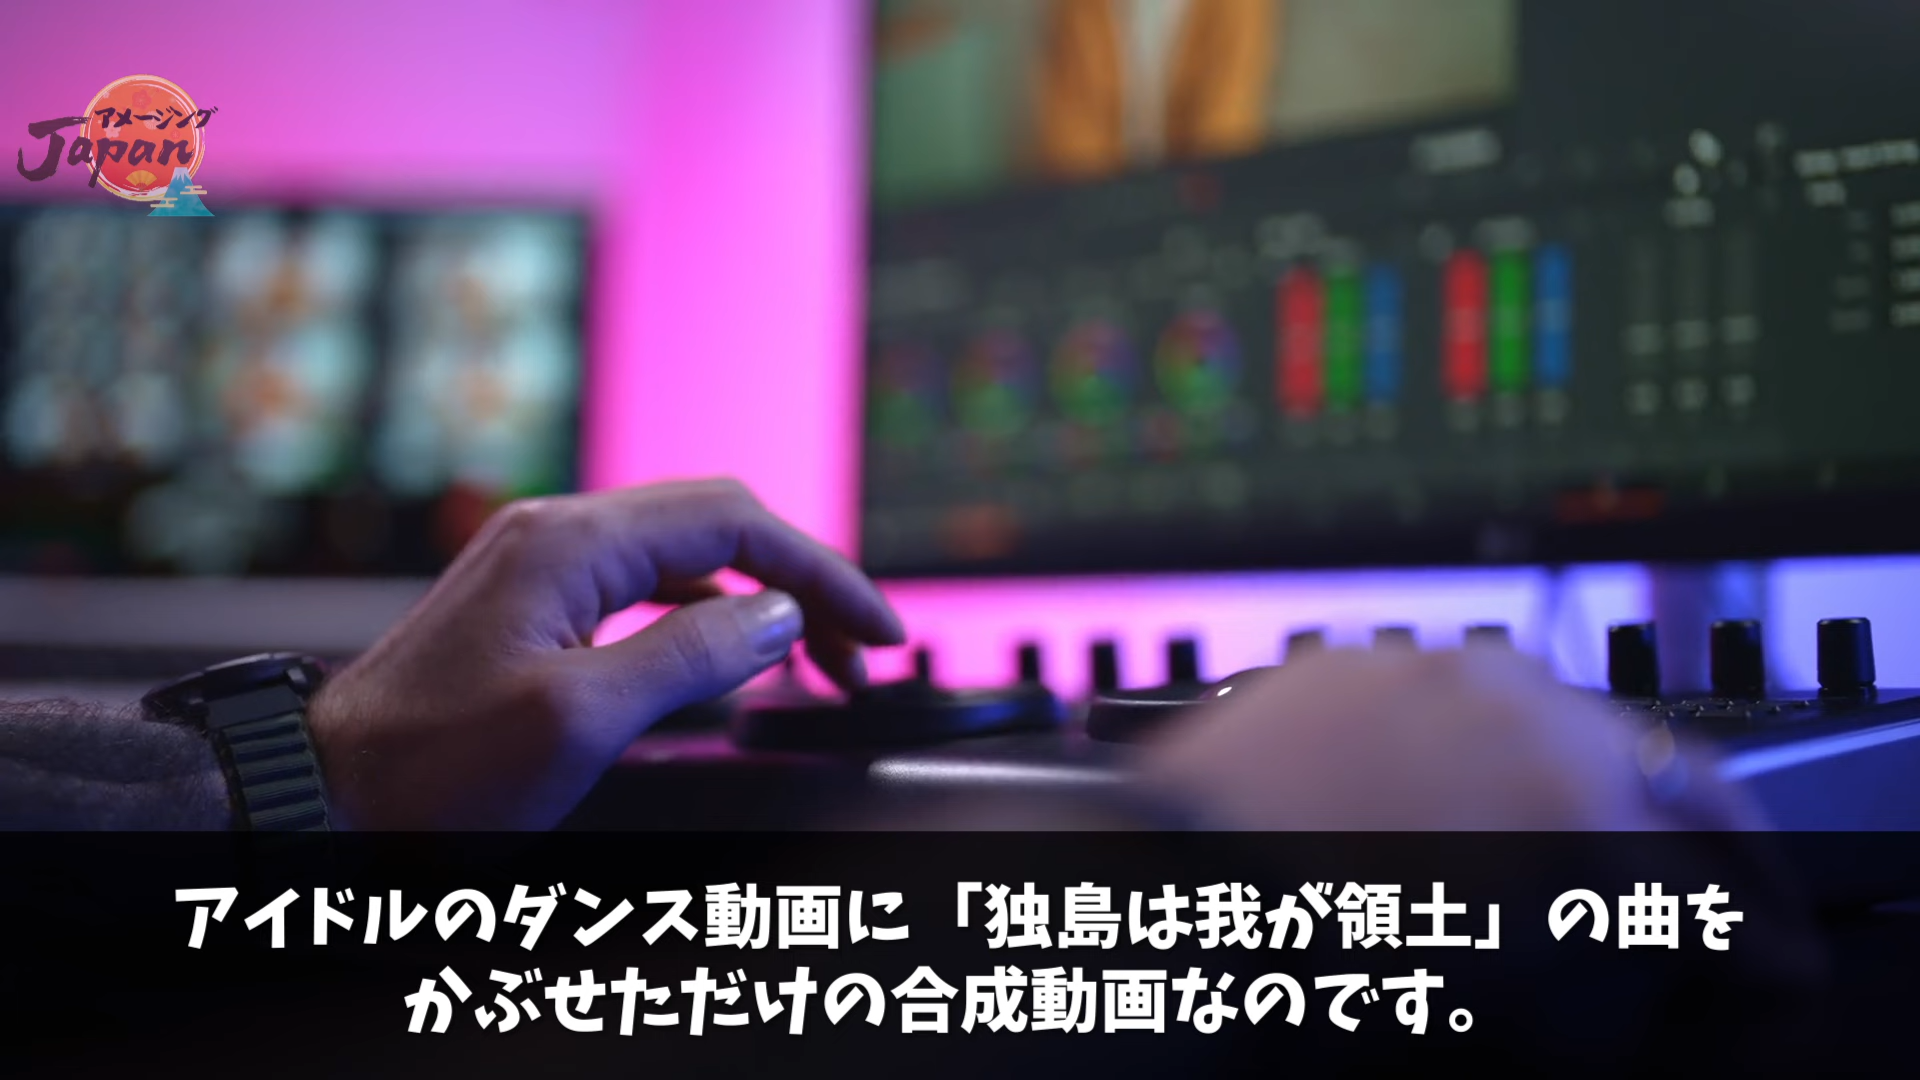 アメージング
Japan
アイドルのダンス動画に「独島は我が領土」の曲を
かぶせただけの合成動画なのです。